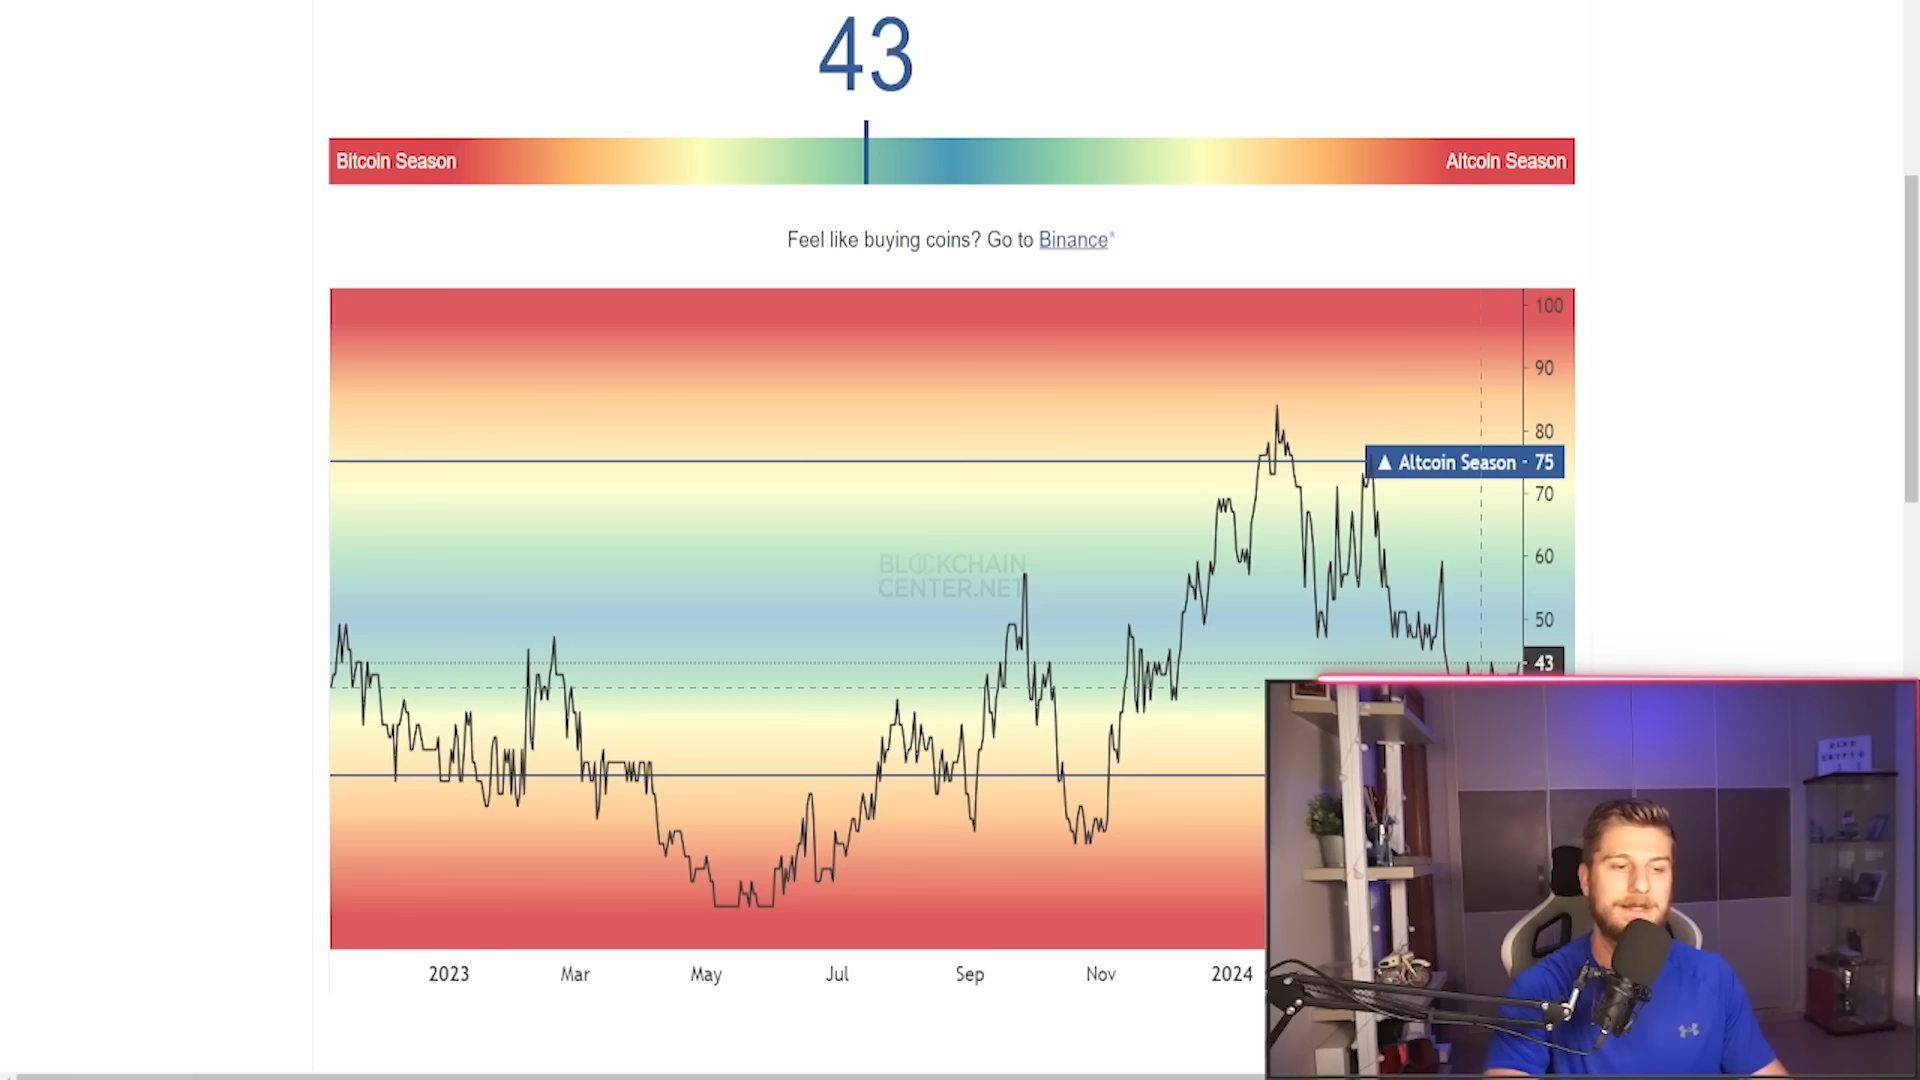 43
Bitcoin Season
Altcoin Season
Feel like buying coins? Go to Binance*
100
90
80
▲ Altcoin Season - 75
70
60
50
43
BLOCKCHAIN
CENTER.NET
2023 Mar May Jul Sep Nov 2024